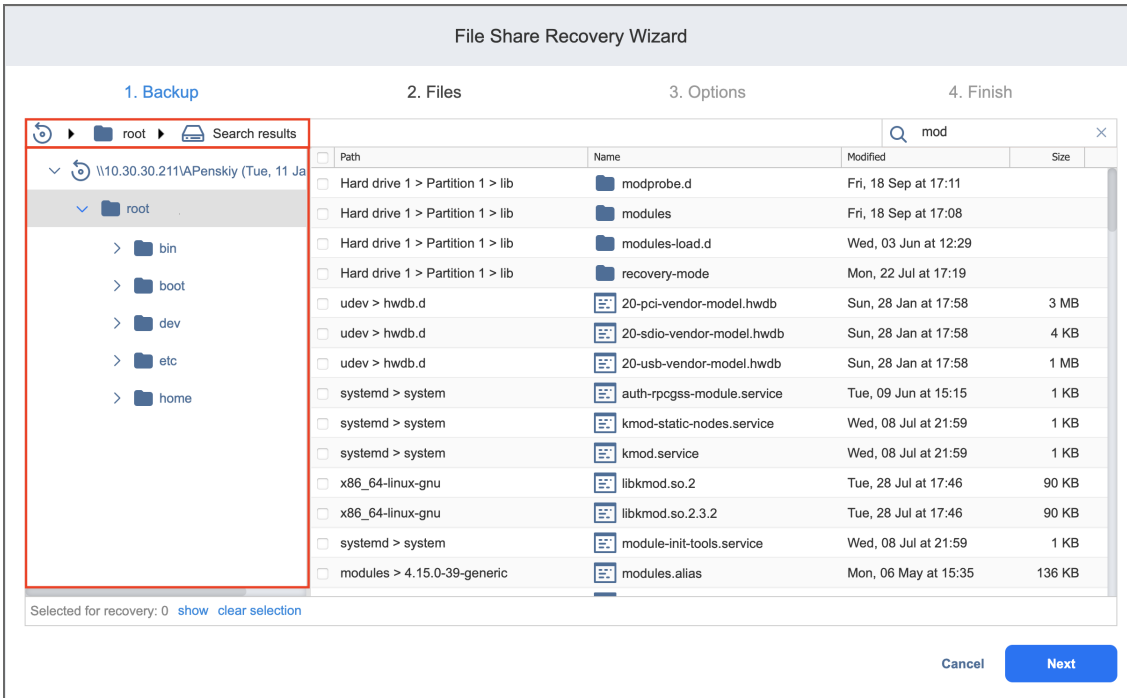 File Share Recovery Wizard
1. Backup 2. Files 3. Options 4. Finish
root Search results mod
Path Name Modified Size
\\10.30.30.211\APenskiy (Tue, 11 Ja
root
bin
boot
dev
etc
home
Hard drive 1 > Partition 1 > lib modprobe.d Fri, 18 Sep at 17:11
Hard drive 1 > Partition 1 > lib modules Fri, 18 Sep at 17:08
Hard drive 1 > Partition 1 > lib modules-load.d Wed, 03 Jun at 12:29
Hard drive 1 > Partition 1 > lib recovery-mode Mon, 22 Jul at 17:19
udev > hwdb.d 20-pci-vendor-model.hwdb Sun, 28 Jan at 17:58 3 MB
udev > hwdb.d 20-sdio-vendor-model.hwdb Sun, 28 Jan at 17:58 4 KB
udev > hwdb.d 20-usb-vendor-model.hwdb Sun, 28 Jan at 17:58 1 MB
systemd > system auth-rpcgss-module.service Tue, 09 Jun at 15:15 1 KB
systemd > system kmod-static-nodes.service Wed, 08 Jul at 21:59 1 KB
systemd > system kmod.service Wed, 08 Jul at 21:59 1 KB
x86_64-linux-gnu libkmod.so.2 Tue, 28 Jul at 17:46 90 KB
x86_64-linux-gnu libkmod.so.2.3.2 Tue, 28 Jul at 17:46 90 KB
systemd > system module-init-tools.service Wed, 08 Jul at 21:59 1 KB
modules > 4.15.0-39-generic modules.alias Mon, 06 May at 15:35 136 KB
Selected for recovery: 0 show clear selection
Cancel Next